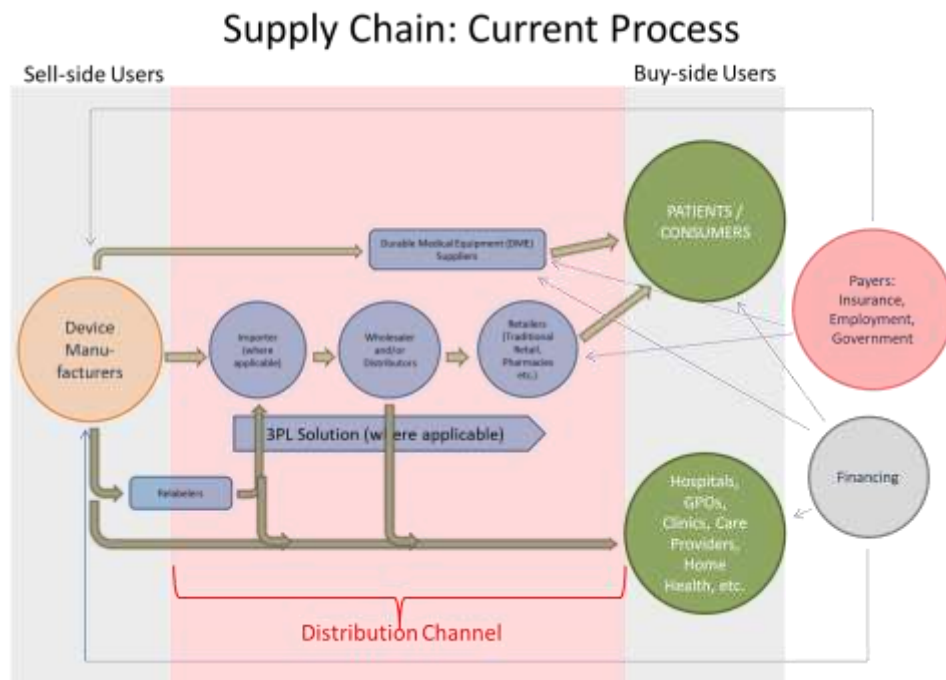 Supply Chain: Current Process
Sell-side Users
Buy-side Users
PATIENTS /
CONSUMERS
Durable Medical Equipment (DME)
Suppliers
Payers:
Insurance,
Employment,
Government
Device
Manu-
facturers
Importer
(where
applicable)
Wholesaler
and/or
Distributors
Retailers
(Traditional
Retail,
Pharmacies
etc.)
3PL Solution (where applicable)
Relabelers
Hospitals,
GPOs,
Clinics, Care
Providers,
Home
Health, etc.
Financing
Distribution Channel